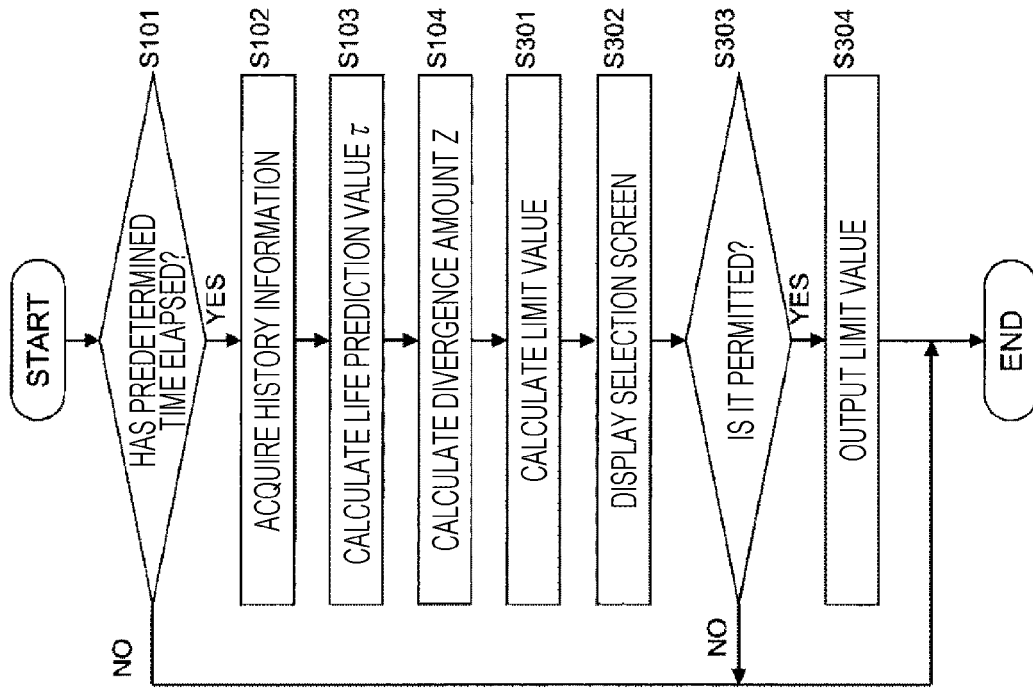 START
HAS PREDETERMINED
TIME ELAPSED?
S101
NO
YES
ACQUIRE HISTORY INFORMATION
S102
CALCULATE LIFE PREDICTION VALUE τ
S103
CALCULATE DIVERGENCE AMOUNT Z
S104
CALCULATE LIMIT VALUE
S301
DISPLAY SELECTION SCREEN
S302
IS IT PERMITTED?
S303
NO
YES
OUTPUT LIMIT VALUE
S304
END